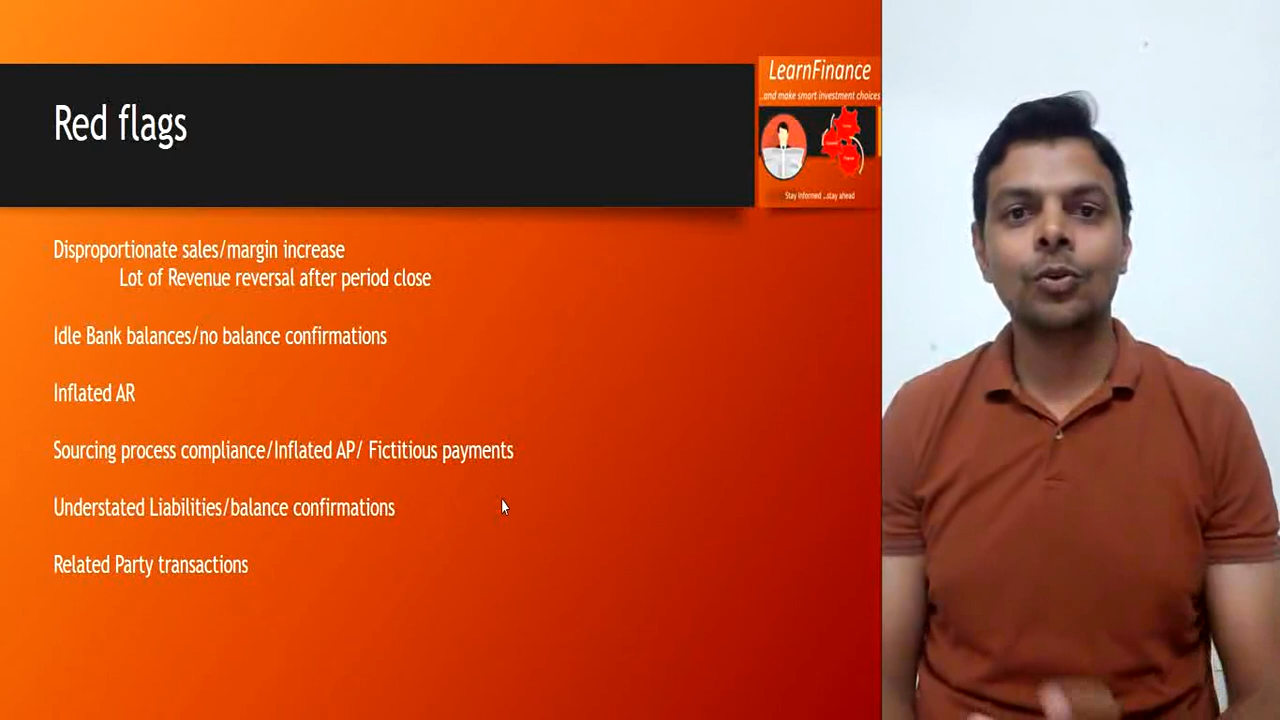 LearnFinance
..and make smart investment choices
Red flags
Stay informed ..stay ahead
Disproportionate sales/margin increase
Lot of Revenue reversal after period close
Idle Bank balances/no balance confirmations
Inflated AR
Sourcing process compliance/Inflated AP/ Fictitious payments
Understated Liabilities/balance confirmations
Related Party transactions